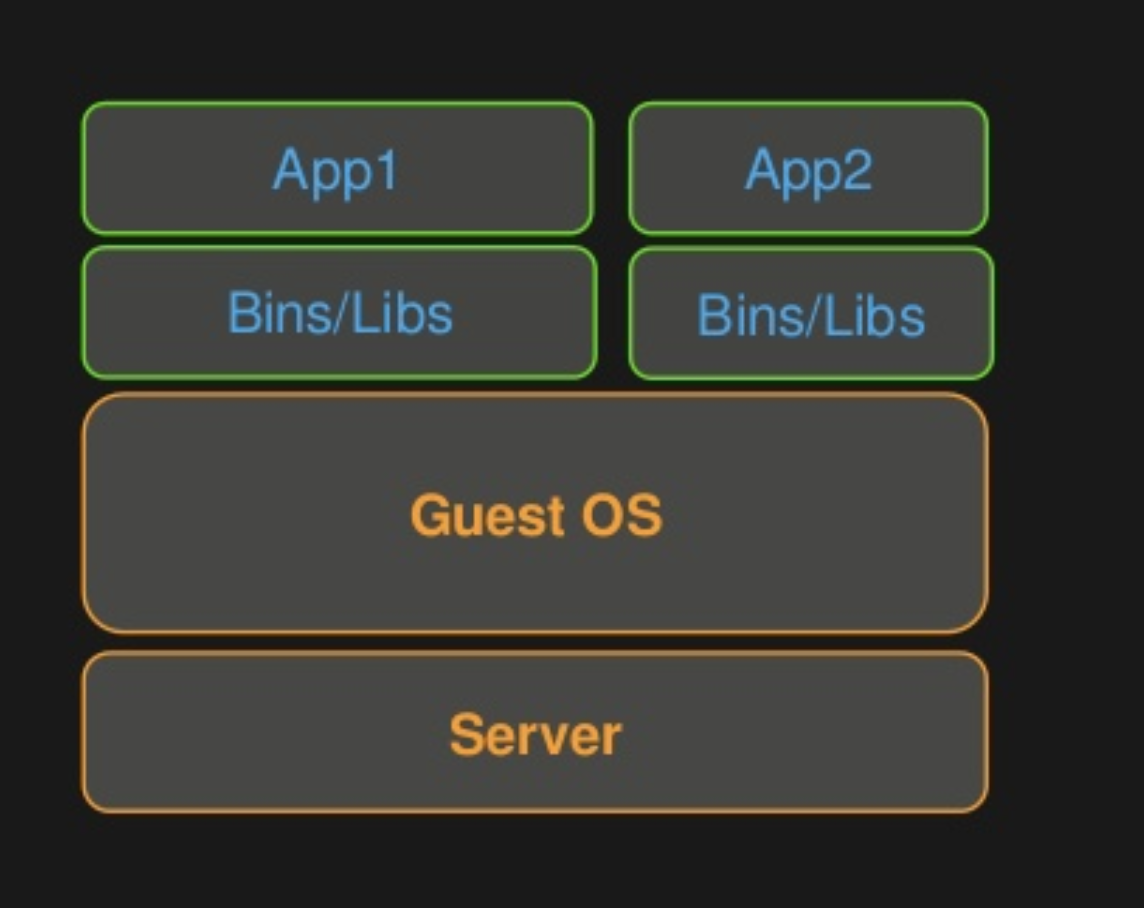 App1
App2
Bins/Libs
Bins/Libs
Guest OS
Server